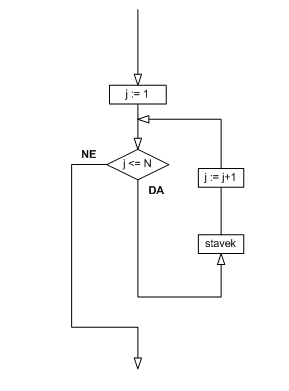 j := 1
NE
j <= N
DA
j := j+1
stavek